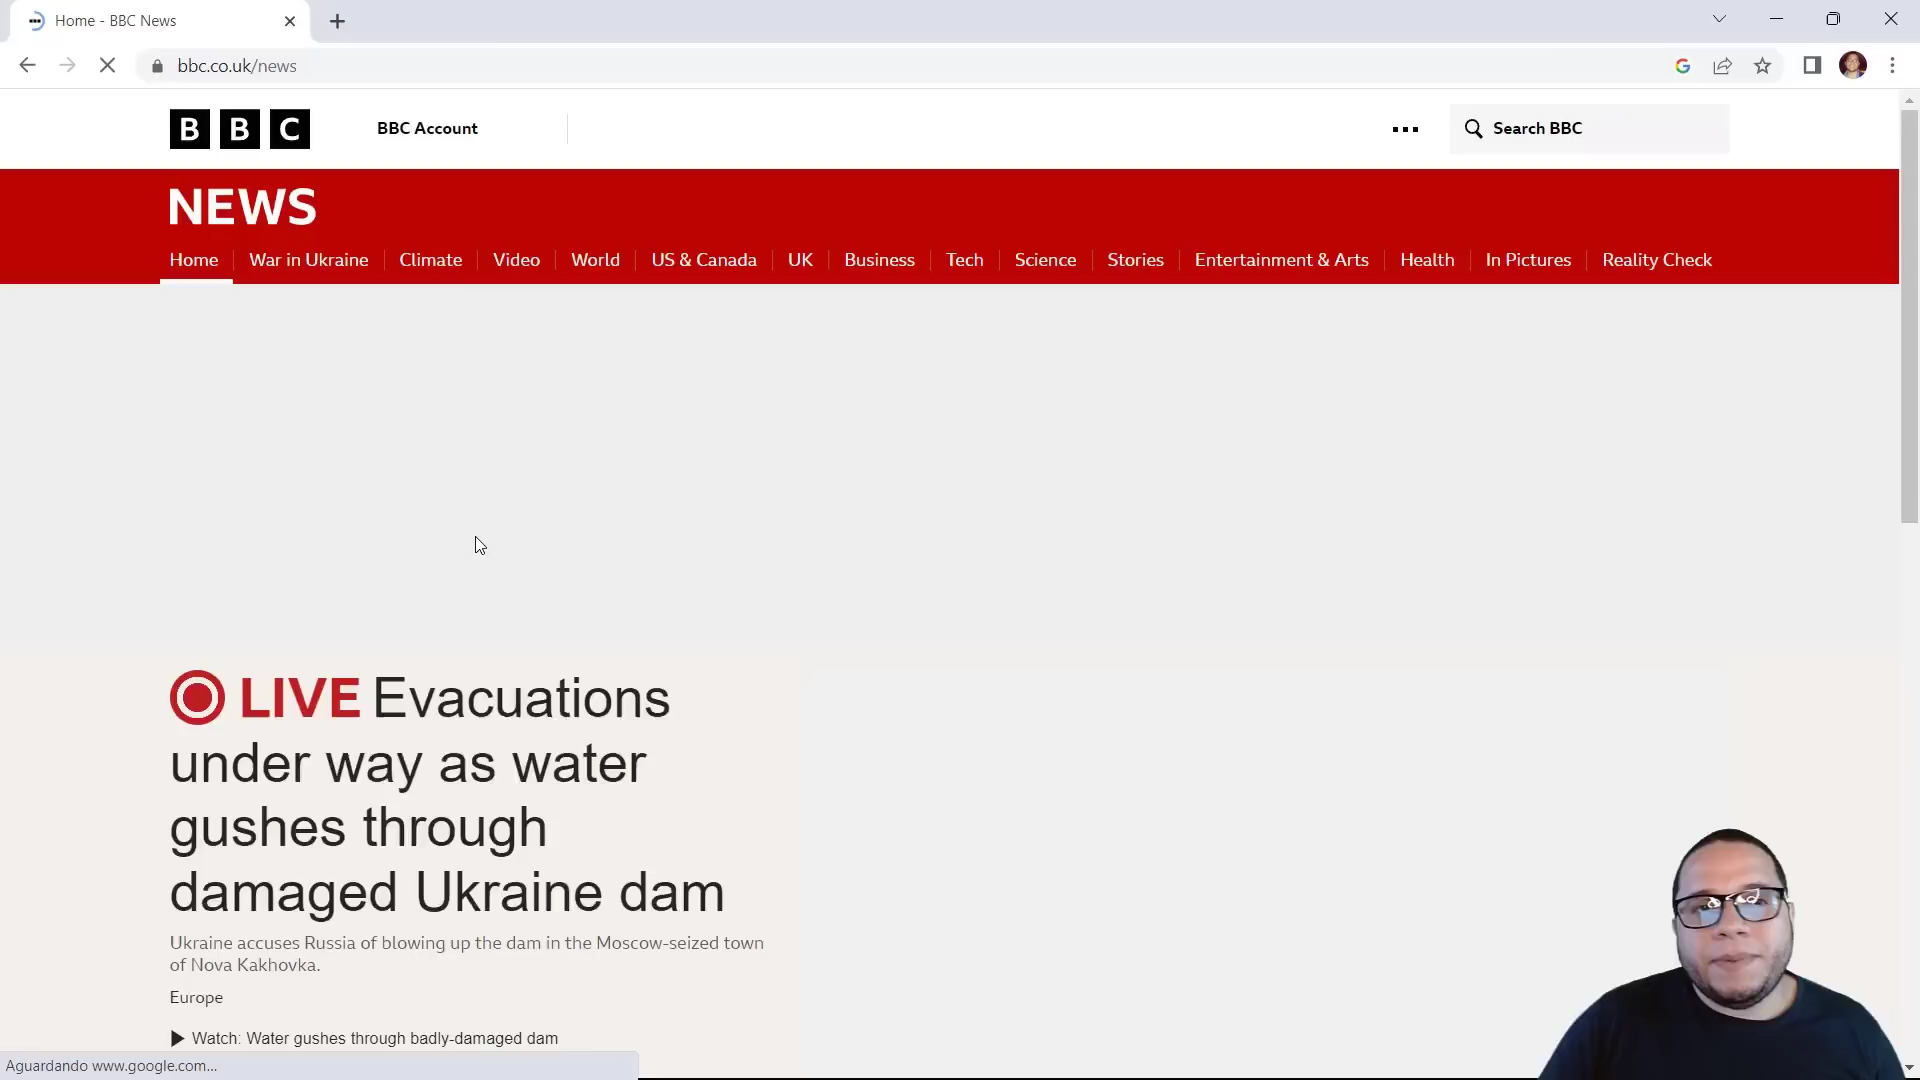 Home - BBC News
bbc.co.uk/news
BBC
BBC Account
Search BBC
NEWS
Home War in Ukraine Climate Video World US & Canada UK Business Tech Science Stories Entertainment & Arts Health In Pictures Reality Check
LIVE Evacuations
under way as water
gushes through
damaged Ukraine dam
Ukraine accuses Russia of blowing up the dam in the Moscow-seized town
of Nova Kakhovka.
Europe
Watch: Water gushes through badly-damaged dam
Aguardando www.google.com...